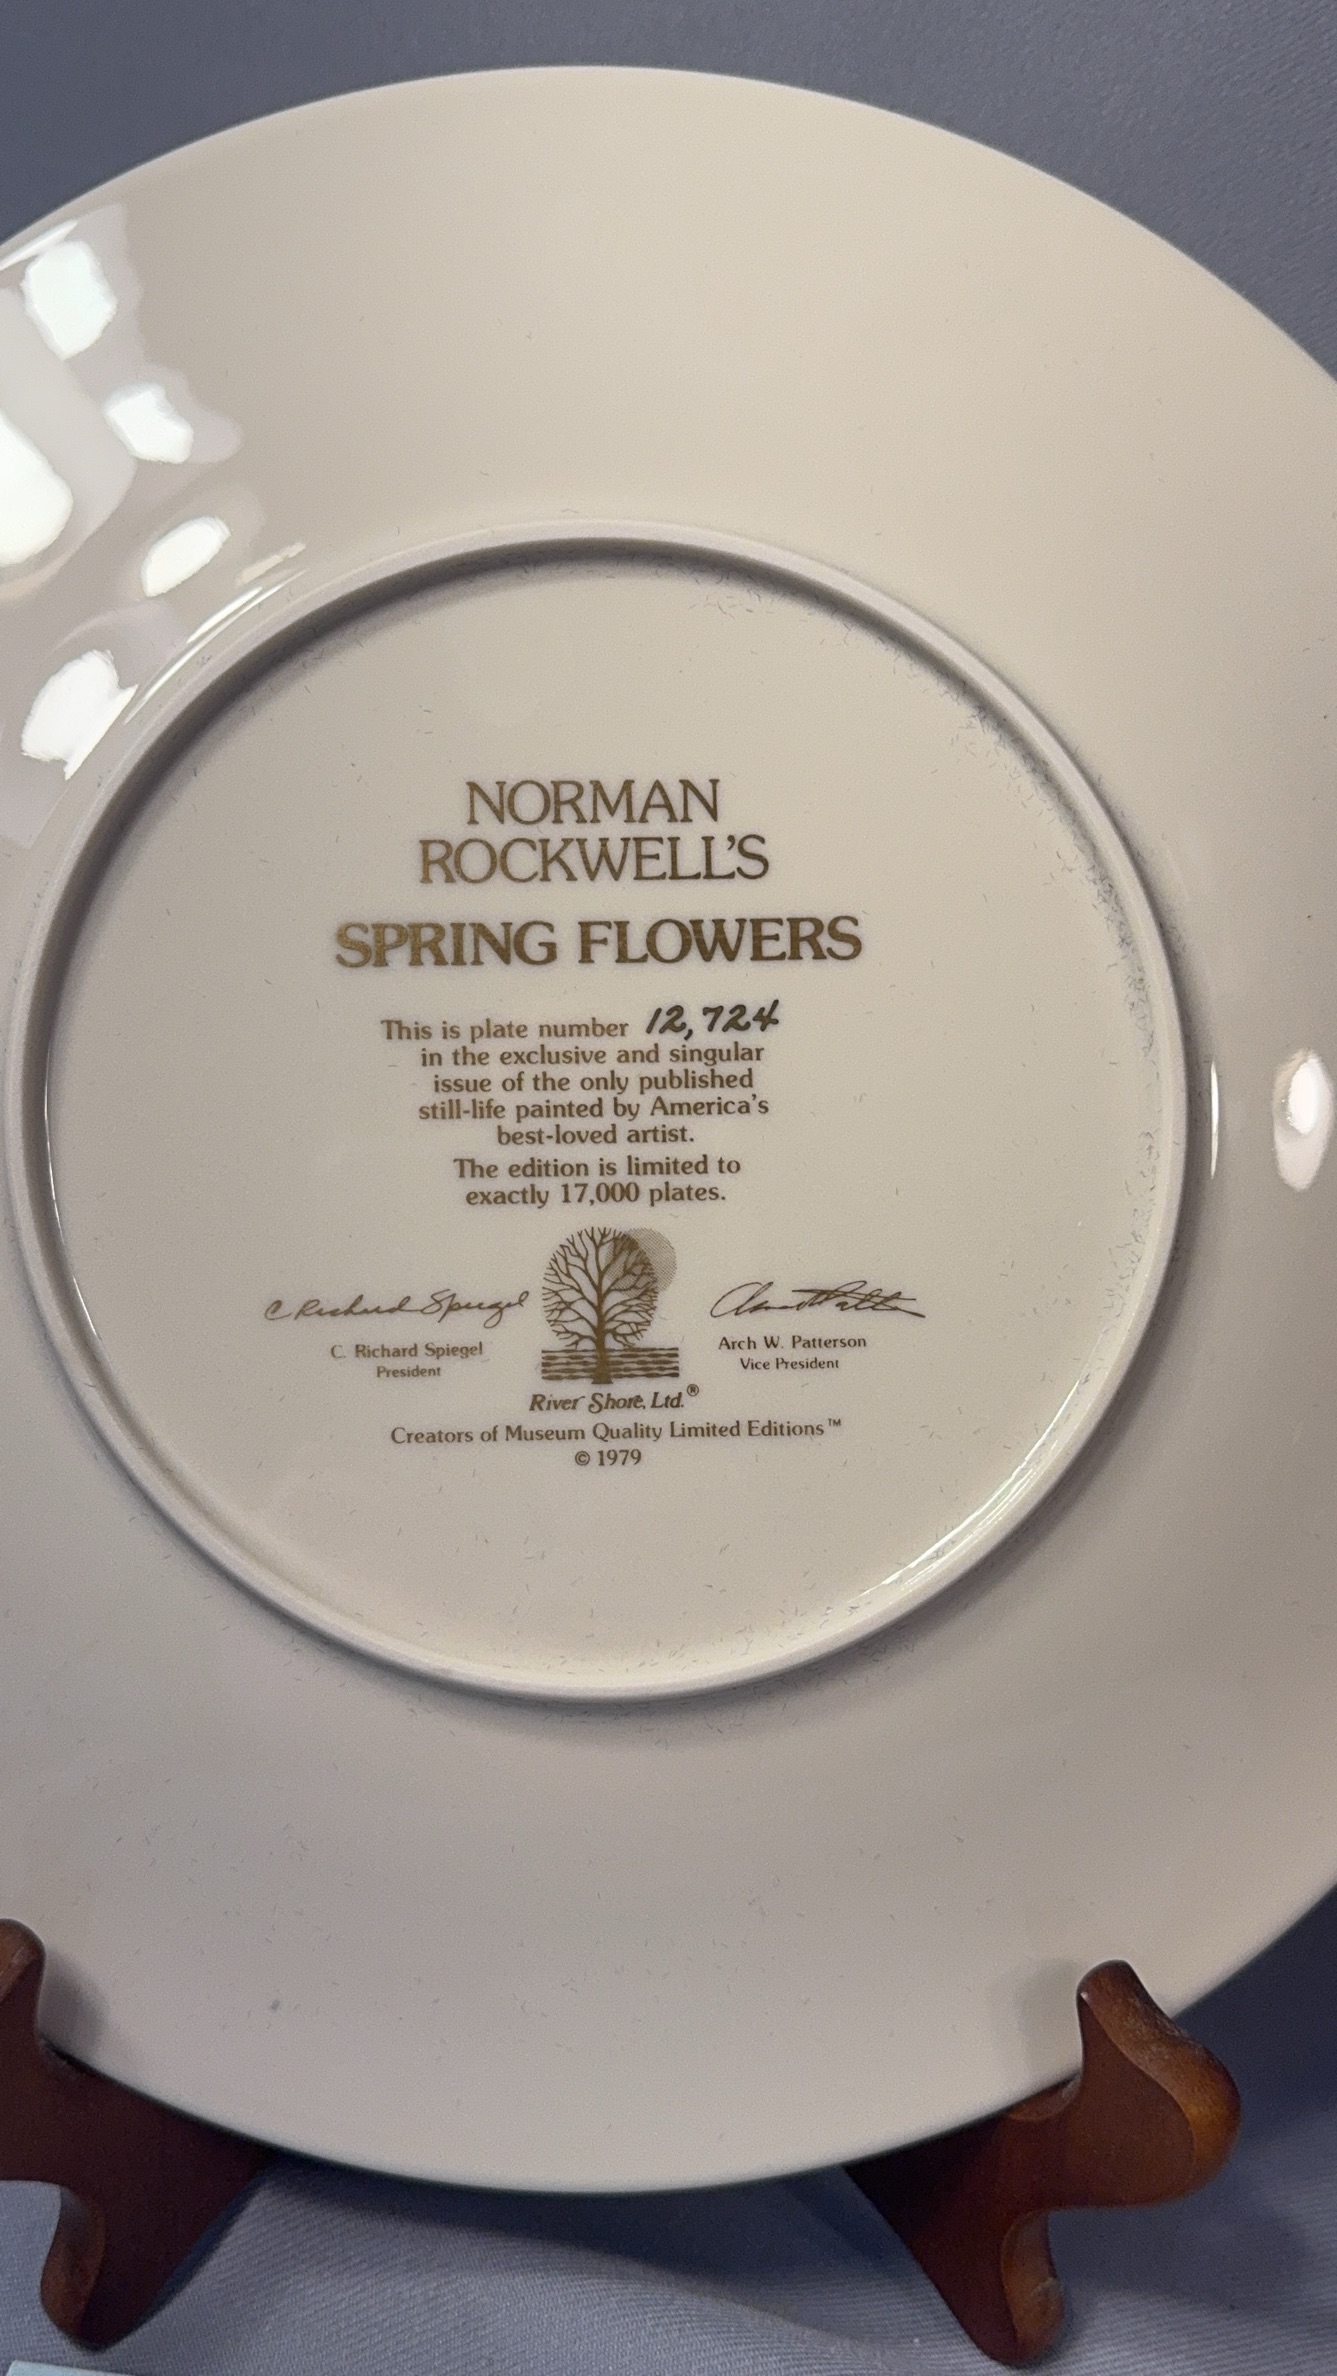 NORMAN
ROCKWELL'S
SPRING FLOWERS
This is plate number 12,724
in the exclusive and singular
issue of the only published
still-life painted by America's
best-loved artist.
The edition is limited to
exactly 17,000 plates.
C Richard Spiegel
C. Richard Spiegel
President
Arch W. Patterson
Vice President
River Shore, Ltd.®
Creators of Museum Quality Limited Editions™
© 1979